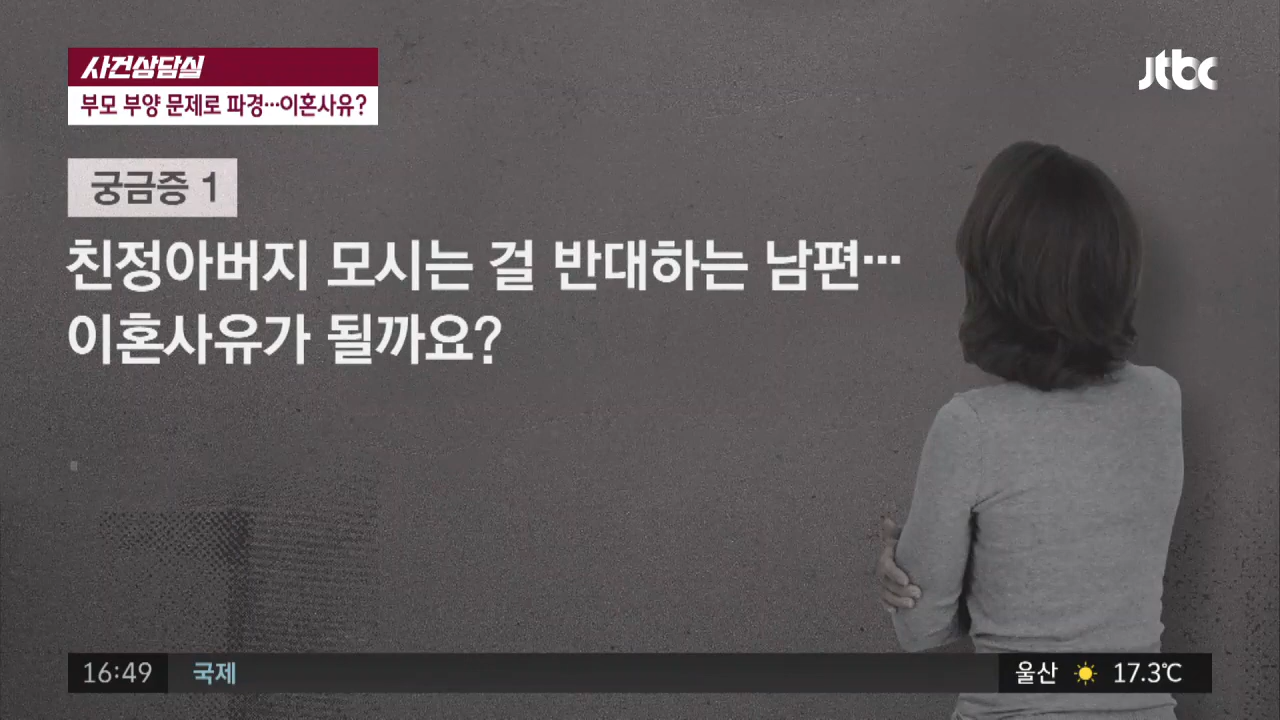 사건상담실
jtbc
부모 부양 문제로 파경…이혼사유?
궁금증 1
친정아버지 모시는 걸 반대하는 남편…
이혼사유가 될까요?
16:49 국제 울산 17.3℃